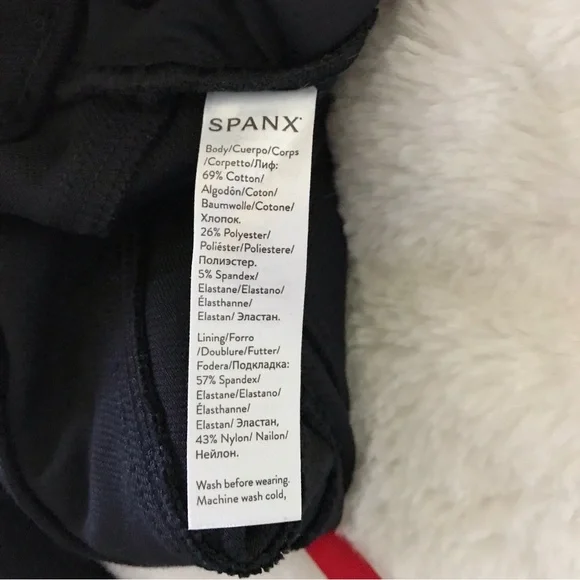 SPANX
Body/Cuerpo/Corps
/Corpetto/Лиф:
69% Cotton/
Algodón/Coton/
Baumwolle/Cotone/
Хлопок.
26% Polyester/
Poliéster/Poliestere/
Полиэстер.
5% Spandex/
Elastane/Elastano/
Élasthanne/
Elastan/ Эластан.
Lining/Forro
/Doublure/Futter/
Fodera/Подкладка:
57% Spandex/
Elastane/Elastano/
Élasthanne/
Elastan/ Эластан,
43% Nylon/ Nailon/
Нейлон.
Wash before wearing.
Machine wash cold,